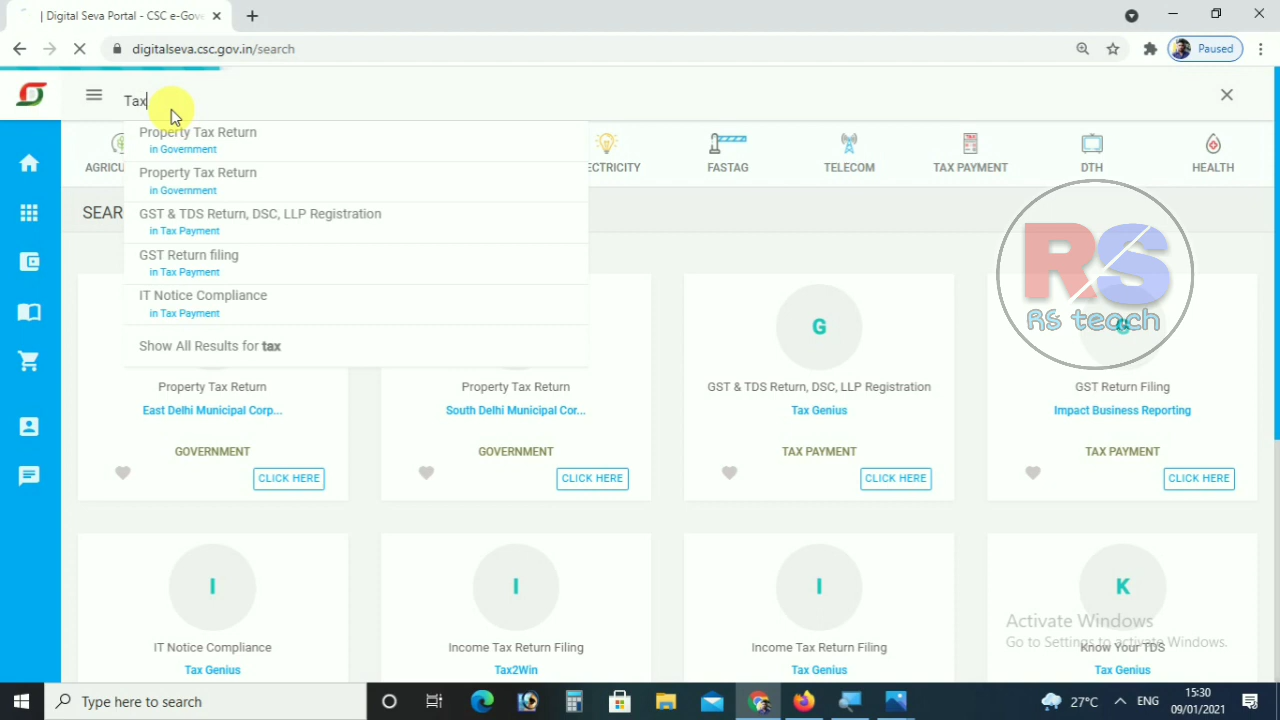 | Digital Seva Portal - CSC e-Gove
digitalseva.csc.gov.in/search
Paused
Tax
Property Tax Return
in Government
Property Tax Return
in Government
GST & TDS Return, DSC, LLP Registration
in Tax Payment
GST Return filing
in Tax Payment
IT Notice Compliance
in Tax Payment
Show All Results for tax
AGRICU
ECTRICITY
FASTAG
TELECOM
TAX PAYMENT
DTH
HEALTH
SEAR
RS
RS teach
Property Tax Return
East Delhi Municipal Corp...
GOVERNMENT
CLICK HERE
Property Tax Return
South Delhi Municipal Cor...
GOVERNMENT
CLICK HERE
G
GST & TDS Return, DSC, LLP Registration
Tax Genius
TAX PAYMENT
CLICK HERE
G
GST Return Filing
Impact Business Reporting
TAX PAYMENT
CLICK HERE
I
IT Notice Compliance
Tax Genius
I
Income Tax Return Filing
Tax2Win
I
Income Tax Return Filing
Tax Genius
K
Know Your TDS
Tax Genius
Activate Windows
Go to Settings to activate Windows.
Type here to search
27°C
ENG
15:30
09/01/2021